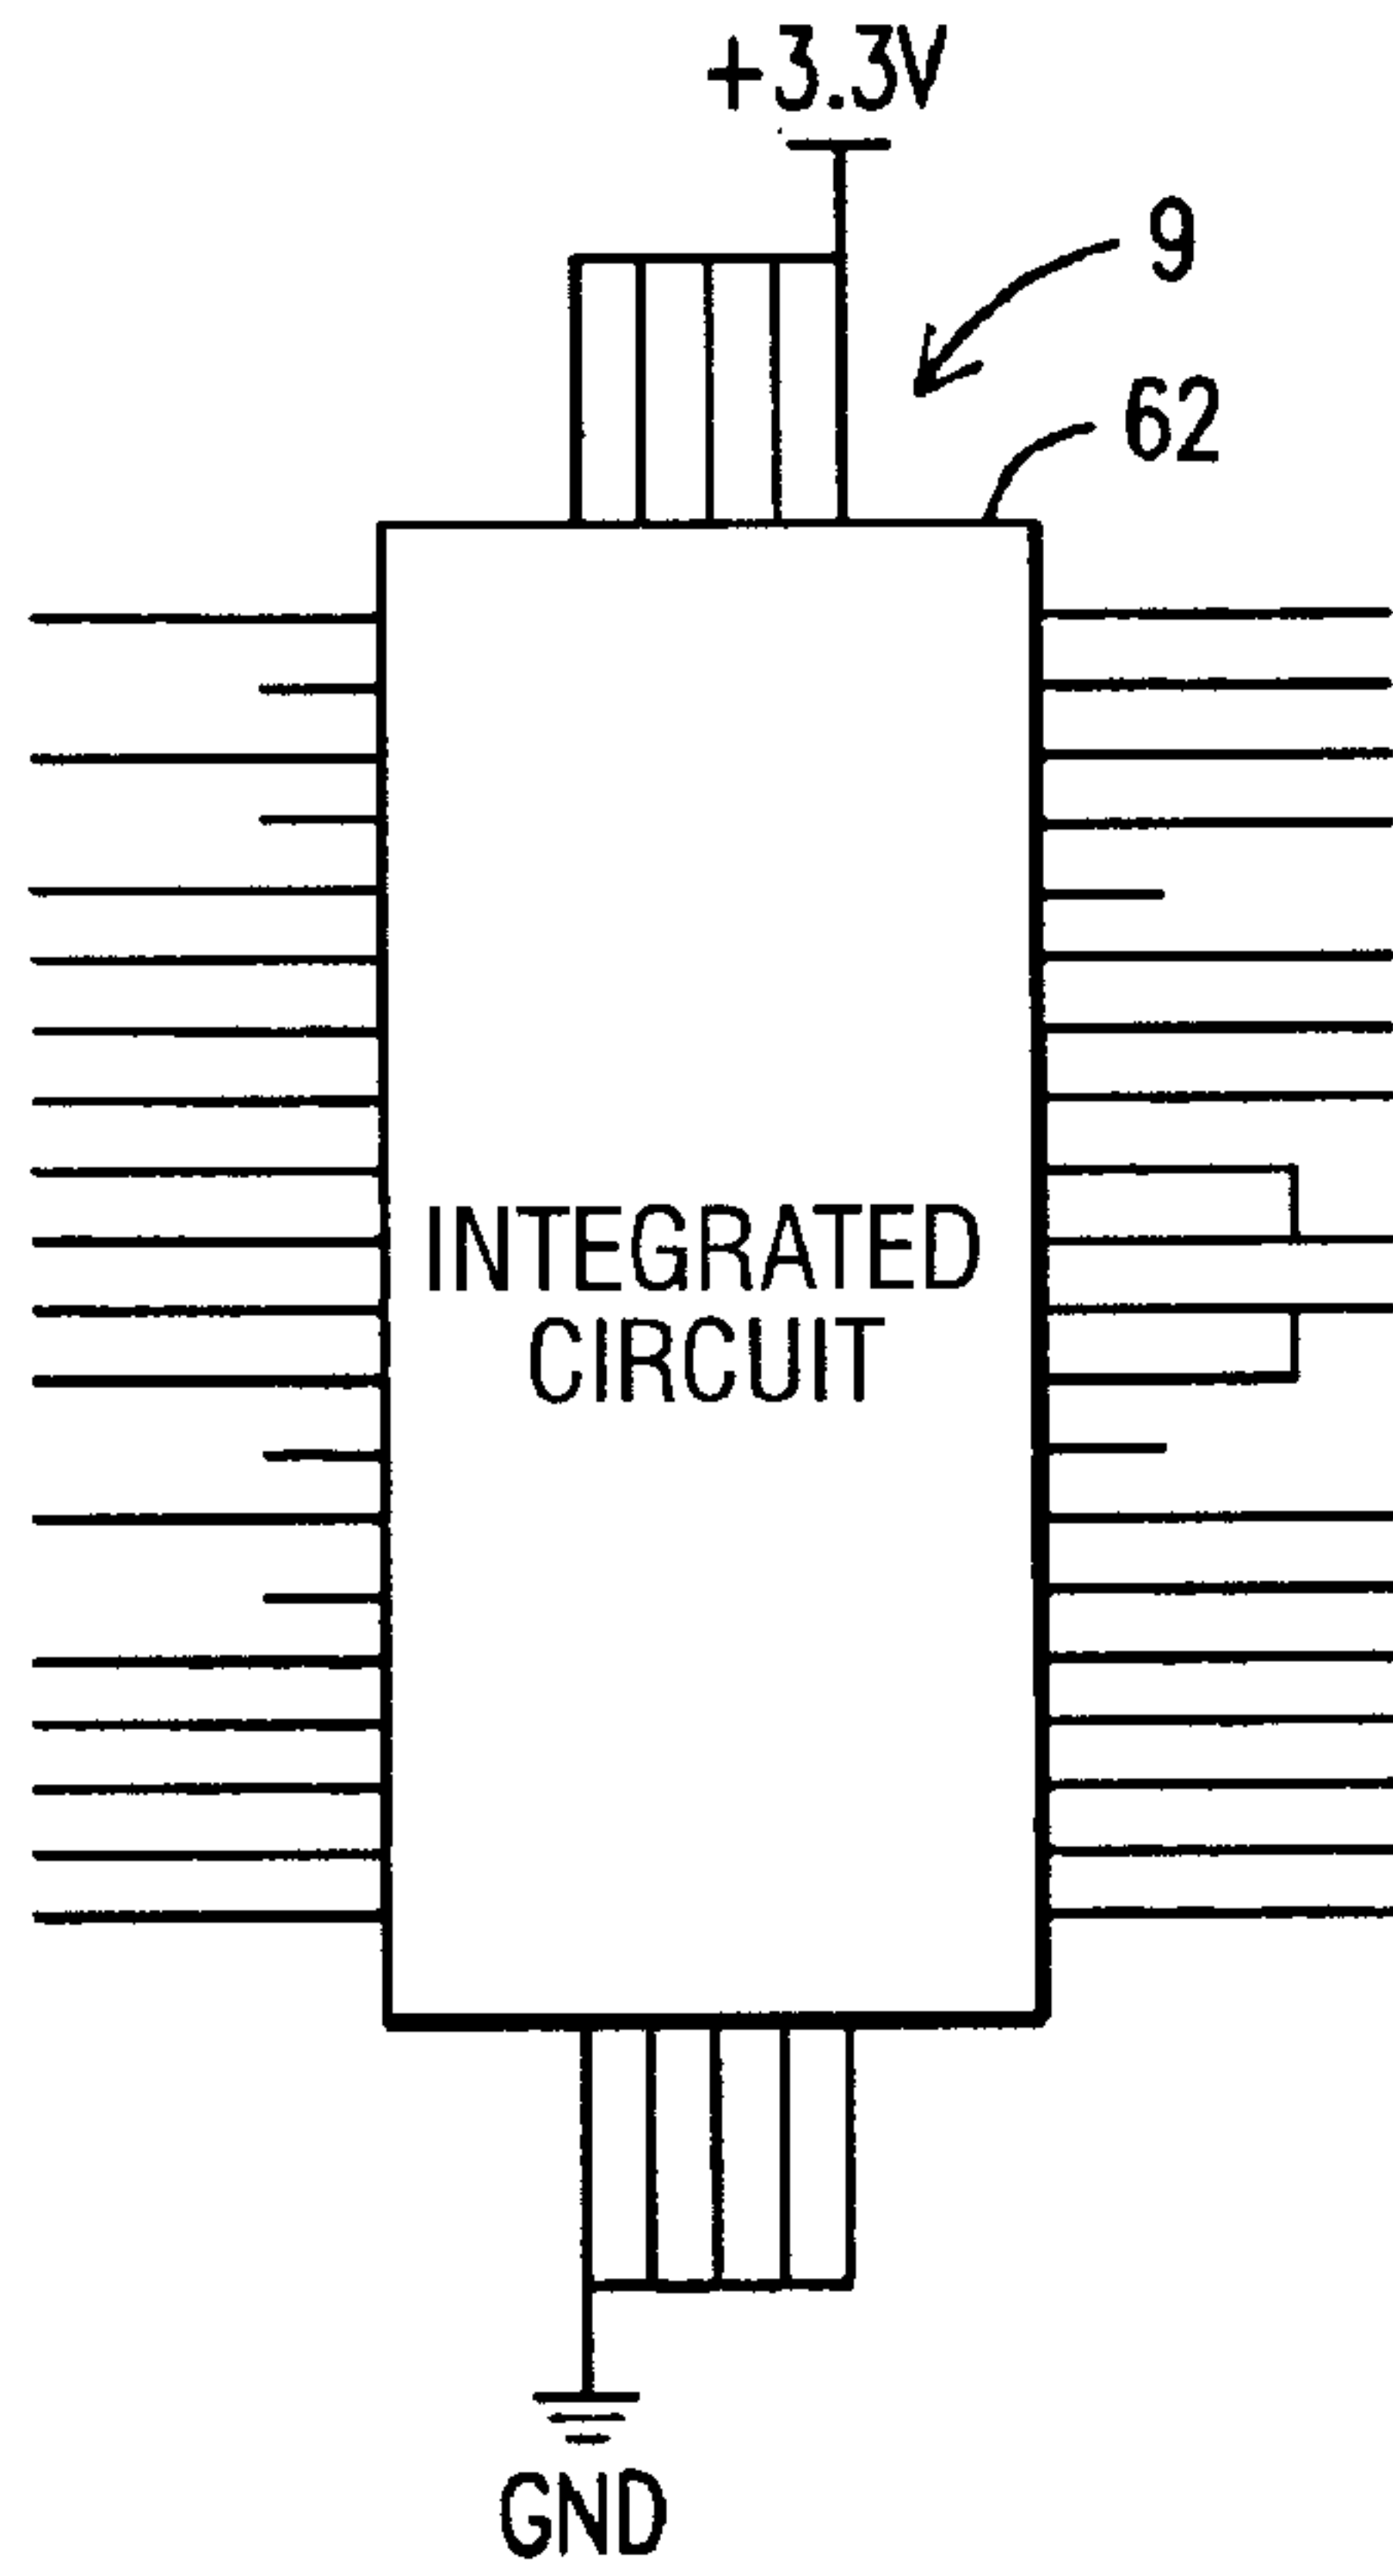 +3.3V
9
62
INTEGRATED
CIRCUIT
GND